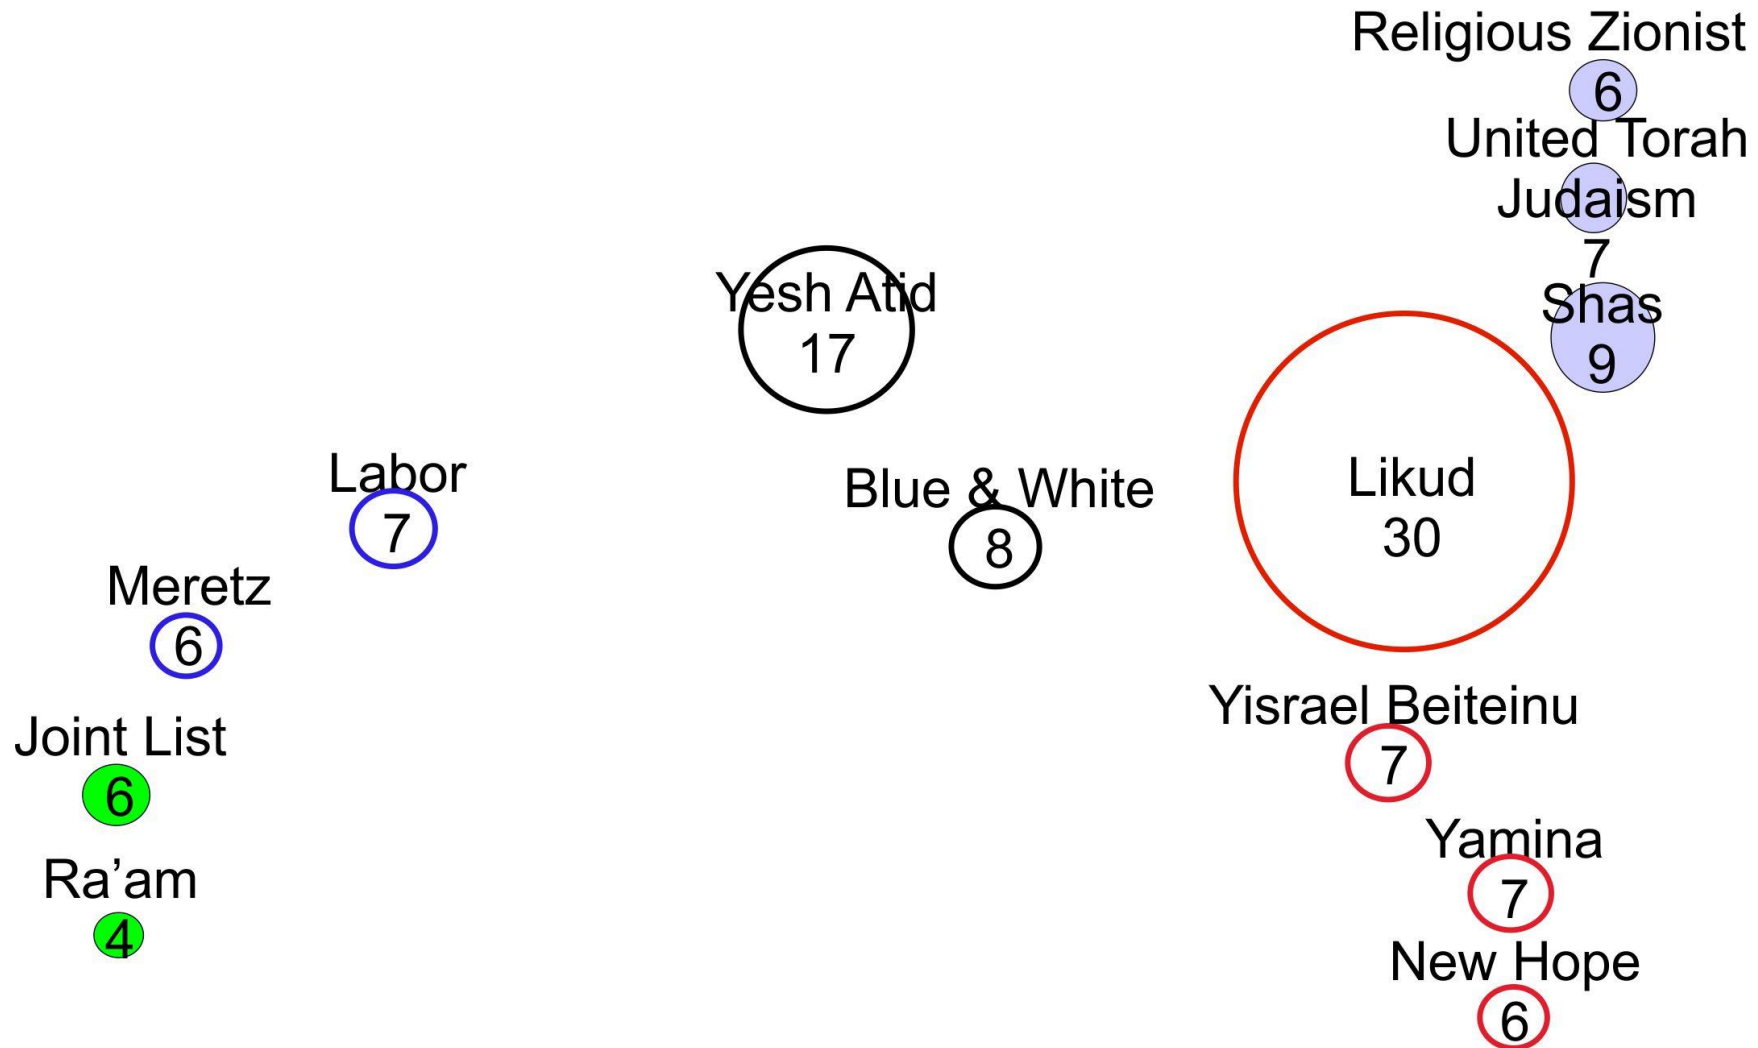 Religious Zionist
6
United Torah
Judaism
7
Shas
9
Yesh Atid
17
Likud
30
Labor
7
Blue & White
8
Meretz
6
Yisrael Beiteinu
7
Joint List
6
Yamina
7
Ra’am
4
New Hope
6